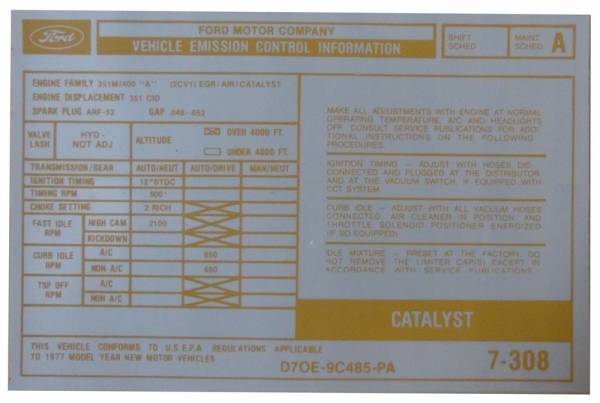 Ford
FORD MOTOR COMPANY
VEHICLE EMISSION CONTROL INFORMATION
SHIFT SCHED
MAINT. SCHED
A
ENGINE FAMILY 351M/400 "A" (2CV1) EGR/AIR/CATALYST
ENGINE DISPLACEMENT 351 CID
SPARK PLUG ARF-52 GAP .048-.052
VALVE LASH
HYD- NOT ADJ
ALTITUDE
OVER 4000 FT.
UNDER 4000 FT.
TRANSMISSION/GEAR AUTO/NEUT AUTO/DRIVE MAN/NEUT
IGNITION TIMING 12°BTDC
TIMING RPM 500
CHOKE SETTING 2 RICH
FAST IDLE RPM HIGH CAM 2100
KICKDOWN
CURB IDLE RPM A/C 650
NON A/C 650
TSP OFF RPM A/C
NON A/C
MAKE ALL ADJUSTMENTS WITH ENGINE AT NORMAL
OPERATING TEMPERATURE, A/C AND HEADLIGHTS
OFF. CONSULT SERVICE PUBLICATIONS FOR ADDI
TIONAL INSTRUCTIONS ON THE FOLLOWING
PROCEDURES.
IGNITION TIMING – ADJUST WITH HOSES DIS
CONNECTED AND PLUGGED AT THE DISTRIBUTOR,
AND AT THE VACUUM SWITCH, IF EQUIPPED WITH
CCT SYSTEM.
CURB IDLE – ADJUST WITH ALL VACUUM HOSES
CONNECTED, AIR CLEANER IN POSITION AND
THROTTLE SOLENOID POSITIONER ENERGIZED
(IF SO EQUIPPED)
IDLE MIXTURE – PRESET AT THE FACTORY. DO
NOT REMOVE THE LIMITER CAP(S) EXCEPT IN
ACCORDANCE WITH SERVICE PUBLICATIONS
CATALYST
THIS VEHICLE CONFORMS TO U.S.E.P.A. REGULATIONS APPLICABLE
TO 1977 MODEL YEAR NEW MOTOR VEHICLES
D7OE-9C485-PA
7-308